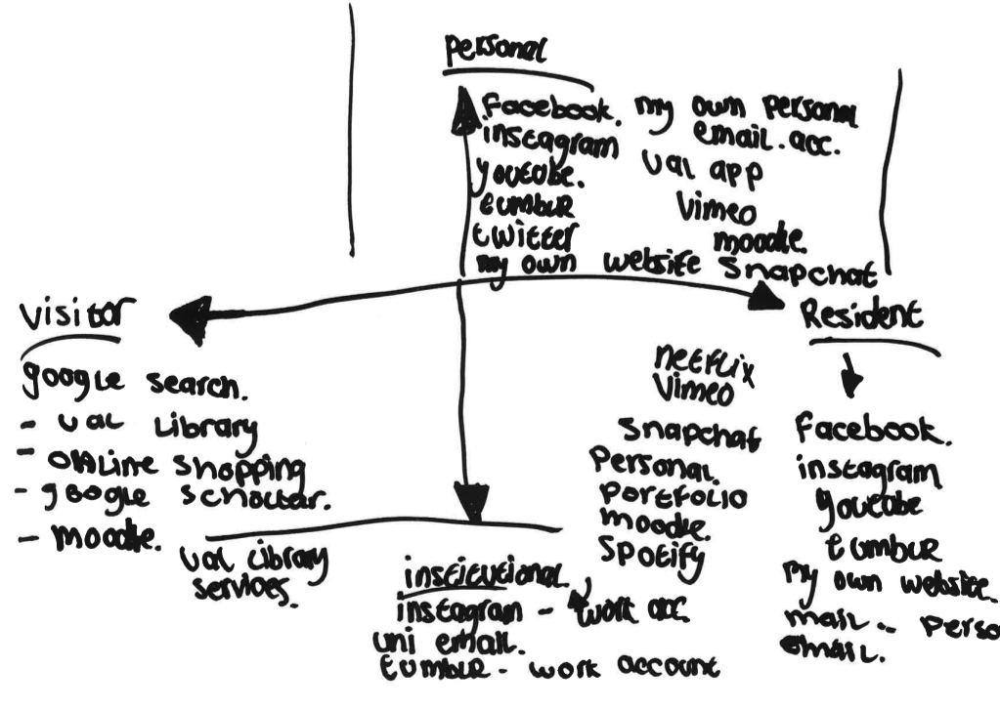 Personal
Facebook.
instagram
youtube.
tumblr
twitter
my own website
my own personal
email.acc.
ual app
Vimeo
moodle.
Snapchat
Visitor
google search.
- ual Library
- online shopping
- google scholar.
- moodle.
ual library
services.
institutional.
instagram - work acc.
uni email.
tumblr - work account
Resident
netflix
Vimeo
Snapchat
Personal
Portfolio
moodle.
Spotify
Facebook.
instagram
youtube
tumblr
my own website.
mail - perso
email.